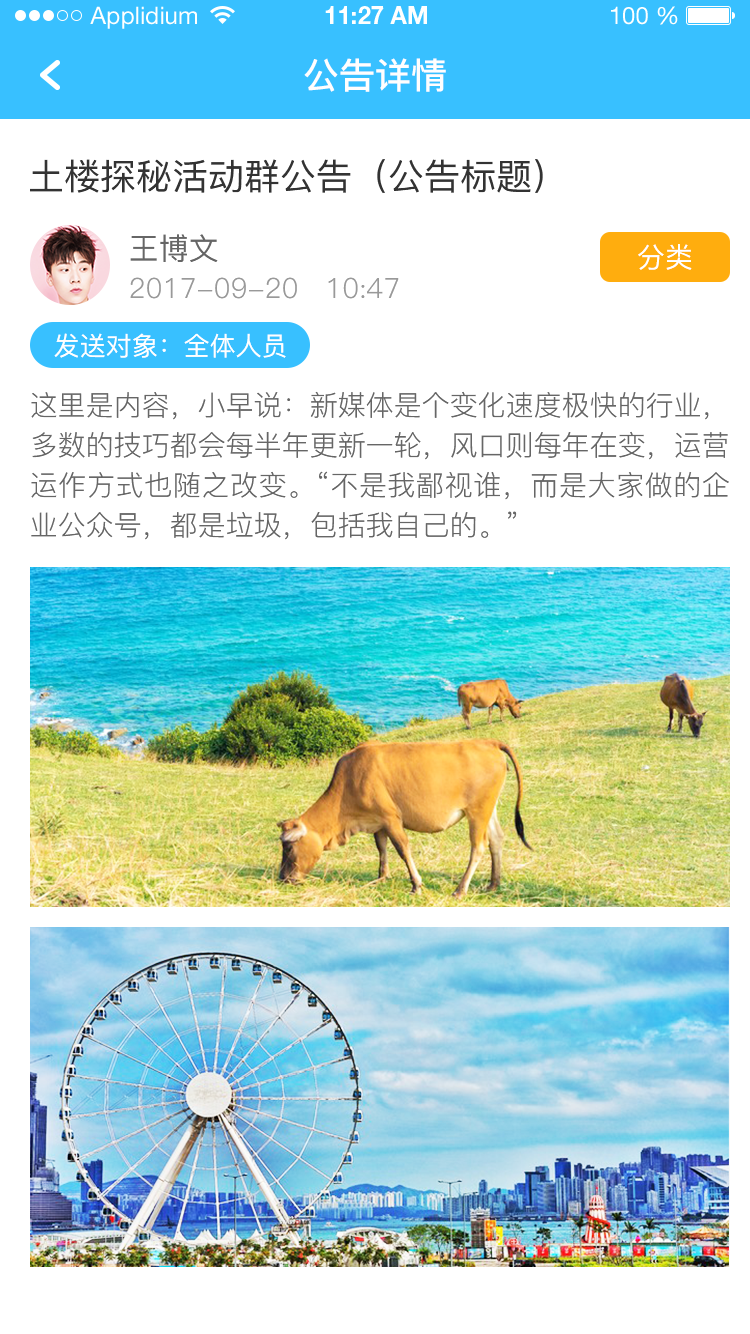 Applidium 11:27 AM 100 %
公告详情
土楼探秘活动群公告（公告标题）
王博文
分类
2017-09-20 10:47
发送对象：全体人员
这里是内容，小早说：新媒体是个变化速度极快的行业，
多数的技巧都会每半年更新一轮，风口则每年在变，运营
运作方式也随之改变。“不是我鄙视谁，而是大家做的企
业公众号，都是垃圾，包括我自己的。”